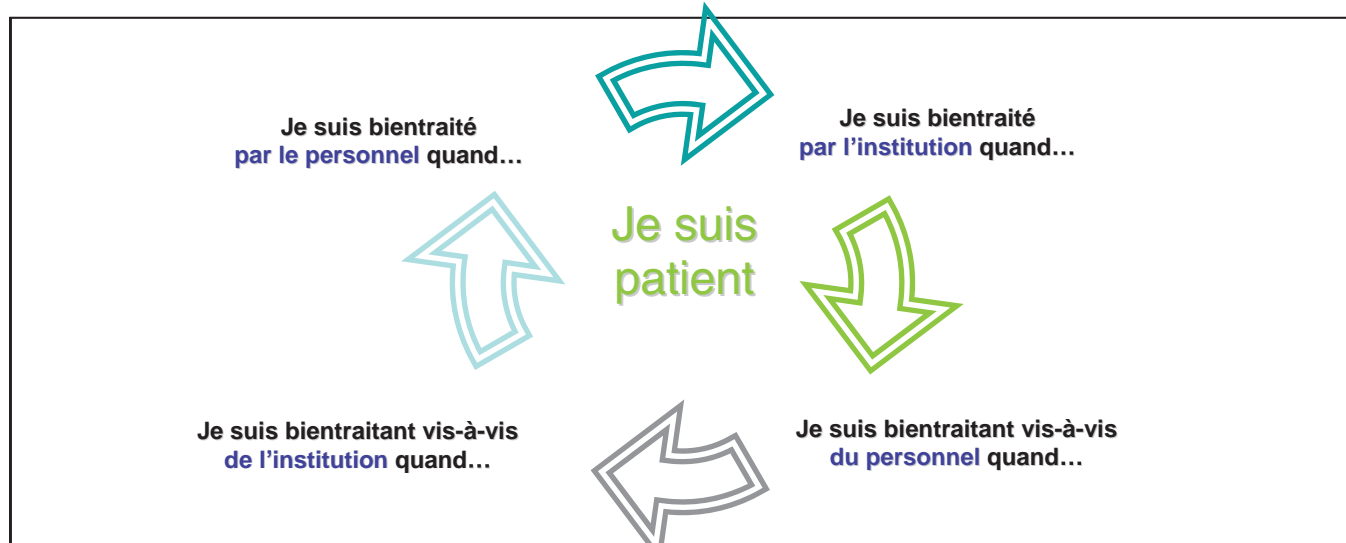 Je suis bientraité
par le personnel quand…
Je suis bientraité
par l’institution quand…
Je suis
patient
Je suis bientraitant vis-à-vis
de l’institution quand…
Je suis bientraitant vis-à-vis
du personnel quand…